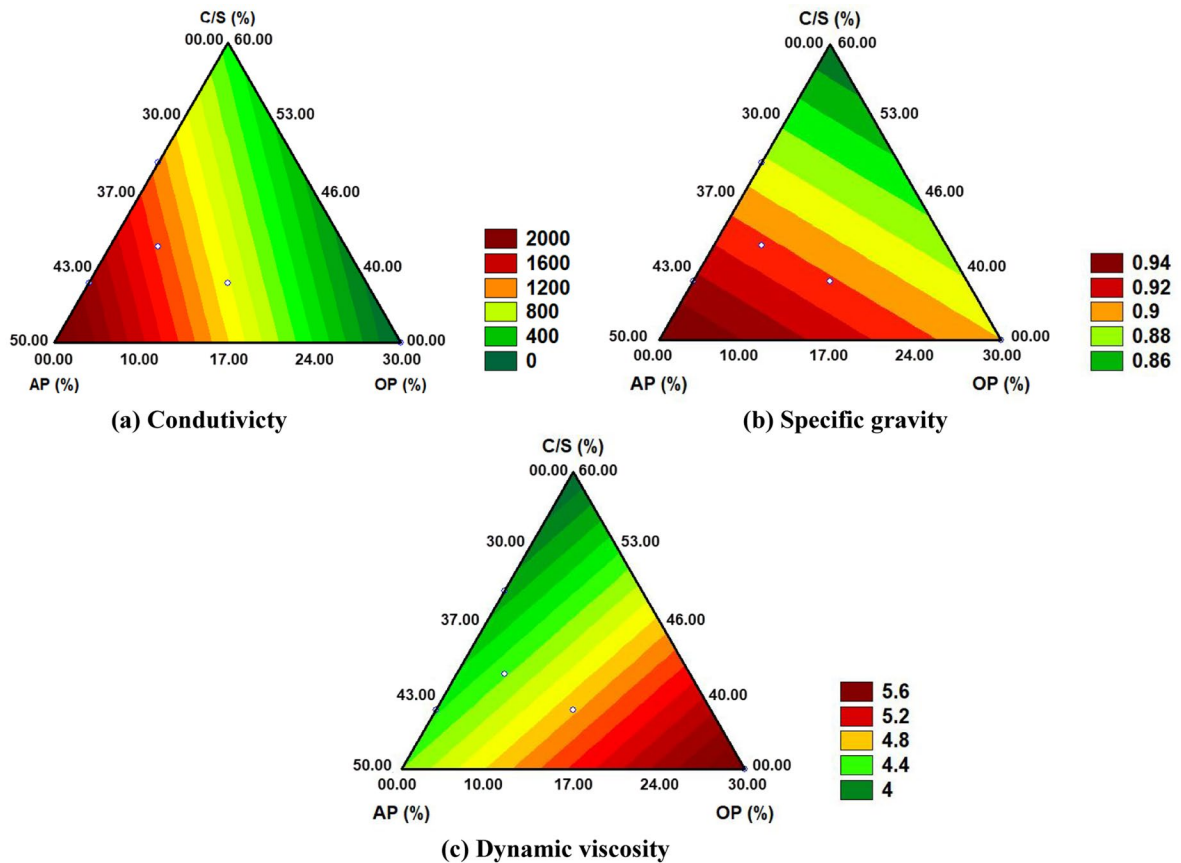 C/S (%)
00.00 60.00
30.00 53.00
37.00 46.00
43.00 40.00
50.00 00.00
00.00 10.00 17.00 24.00 30.00
AP (%) OP (%)
2000
1600
1200
800
400
0
(a) Condutivicty
C/S (%)
00.00 60.00
30.00 53.00
37.00 46.00
43.00 40.00
50.00 00.00
00.00 10.00 17.00 24.00 30.00
AP (%) OP (%)
0.94
0.92
0.9
0.88
0.86
(b) Specific gravity
C/S (%)
00.00 60.00
30.00 53.00
37.00 46.00
43.00 40.00
50.00 00.00
00.00 10.00 17.00 24.00 30.00
AP (%) OP (%)
5.6
5.2
4.8
4.4
4
(c) Dynamic viscosity